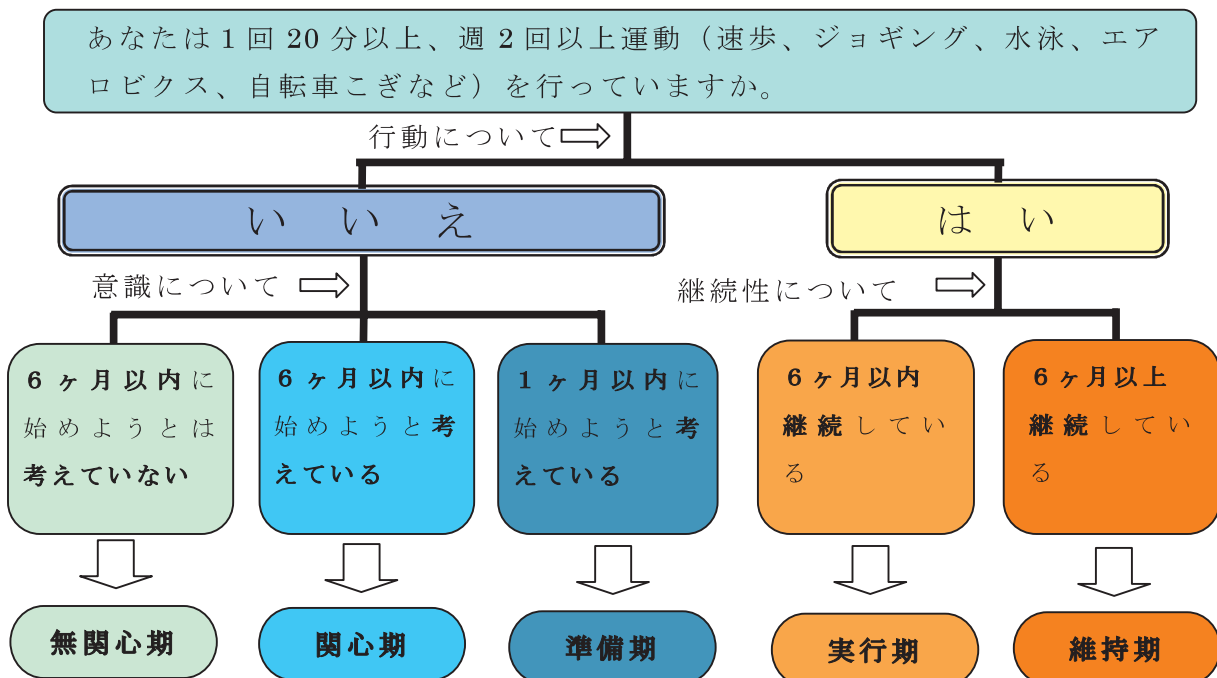 あなたは1回20分以上、週2回以上運動（速歩、ジョギング、水泳、エア
ロビクス、自転車こぎなど）を行っていますか。
行動について
いいえ
はい
意識について
継続性について
6ヶ月以内に
始めようとは
考えていない
6ヶ月以内に
始めようと考
えている
1ヶ月以内に
始めようと考
えている
6ヶ月以内
継続してい
る
6ヶ月以上
継続してい
る
無関心期
関心期
準備期
実行期
維持期